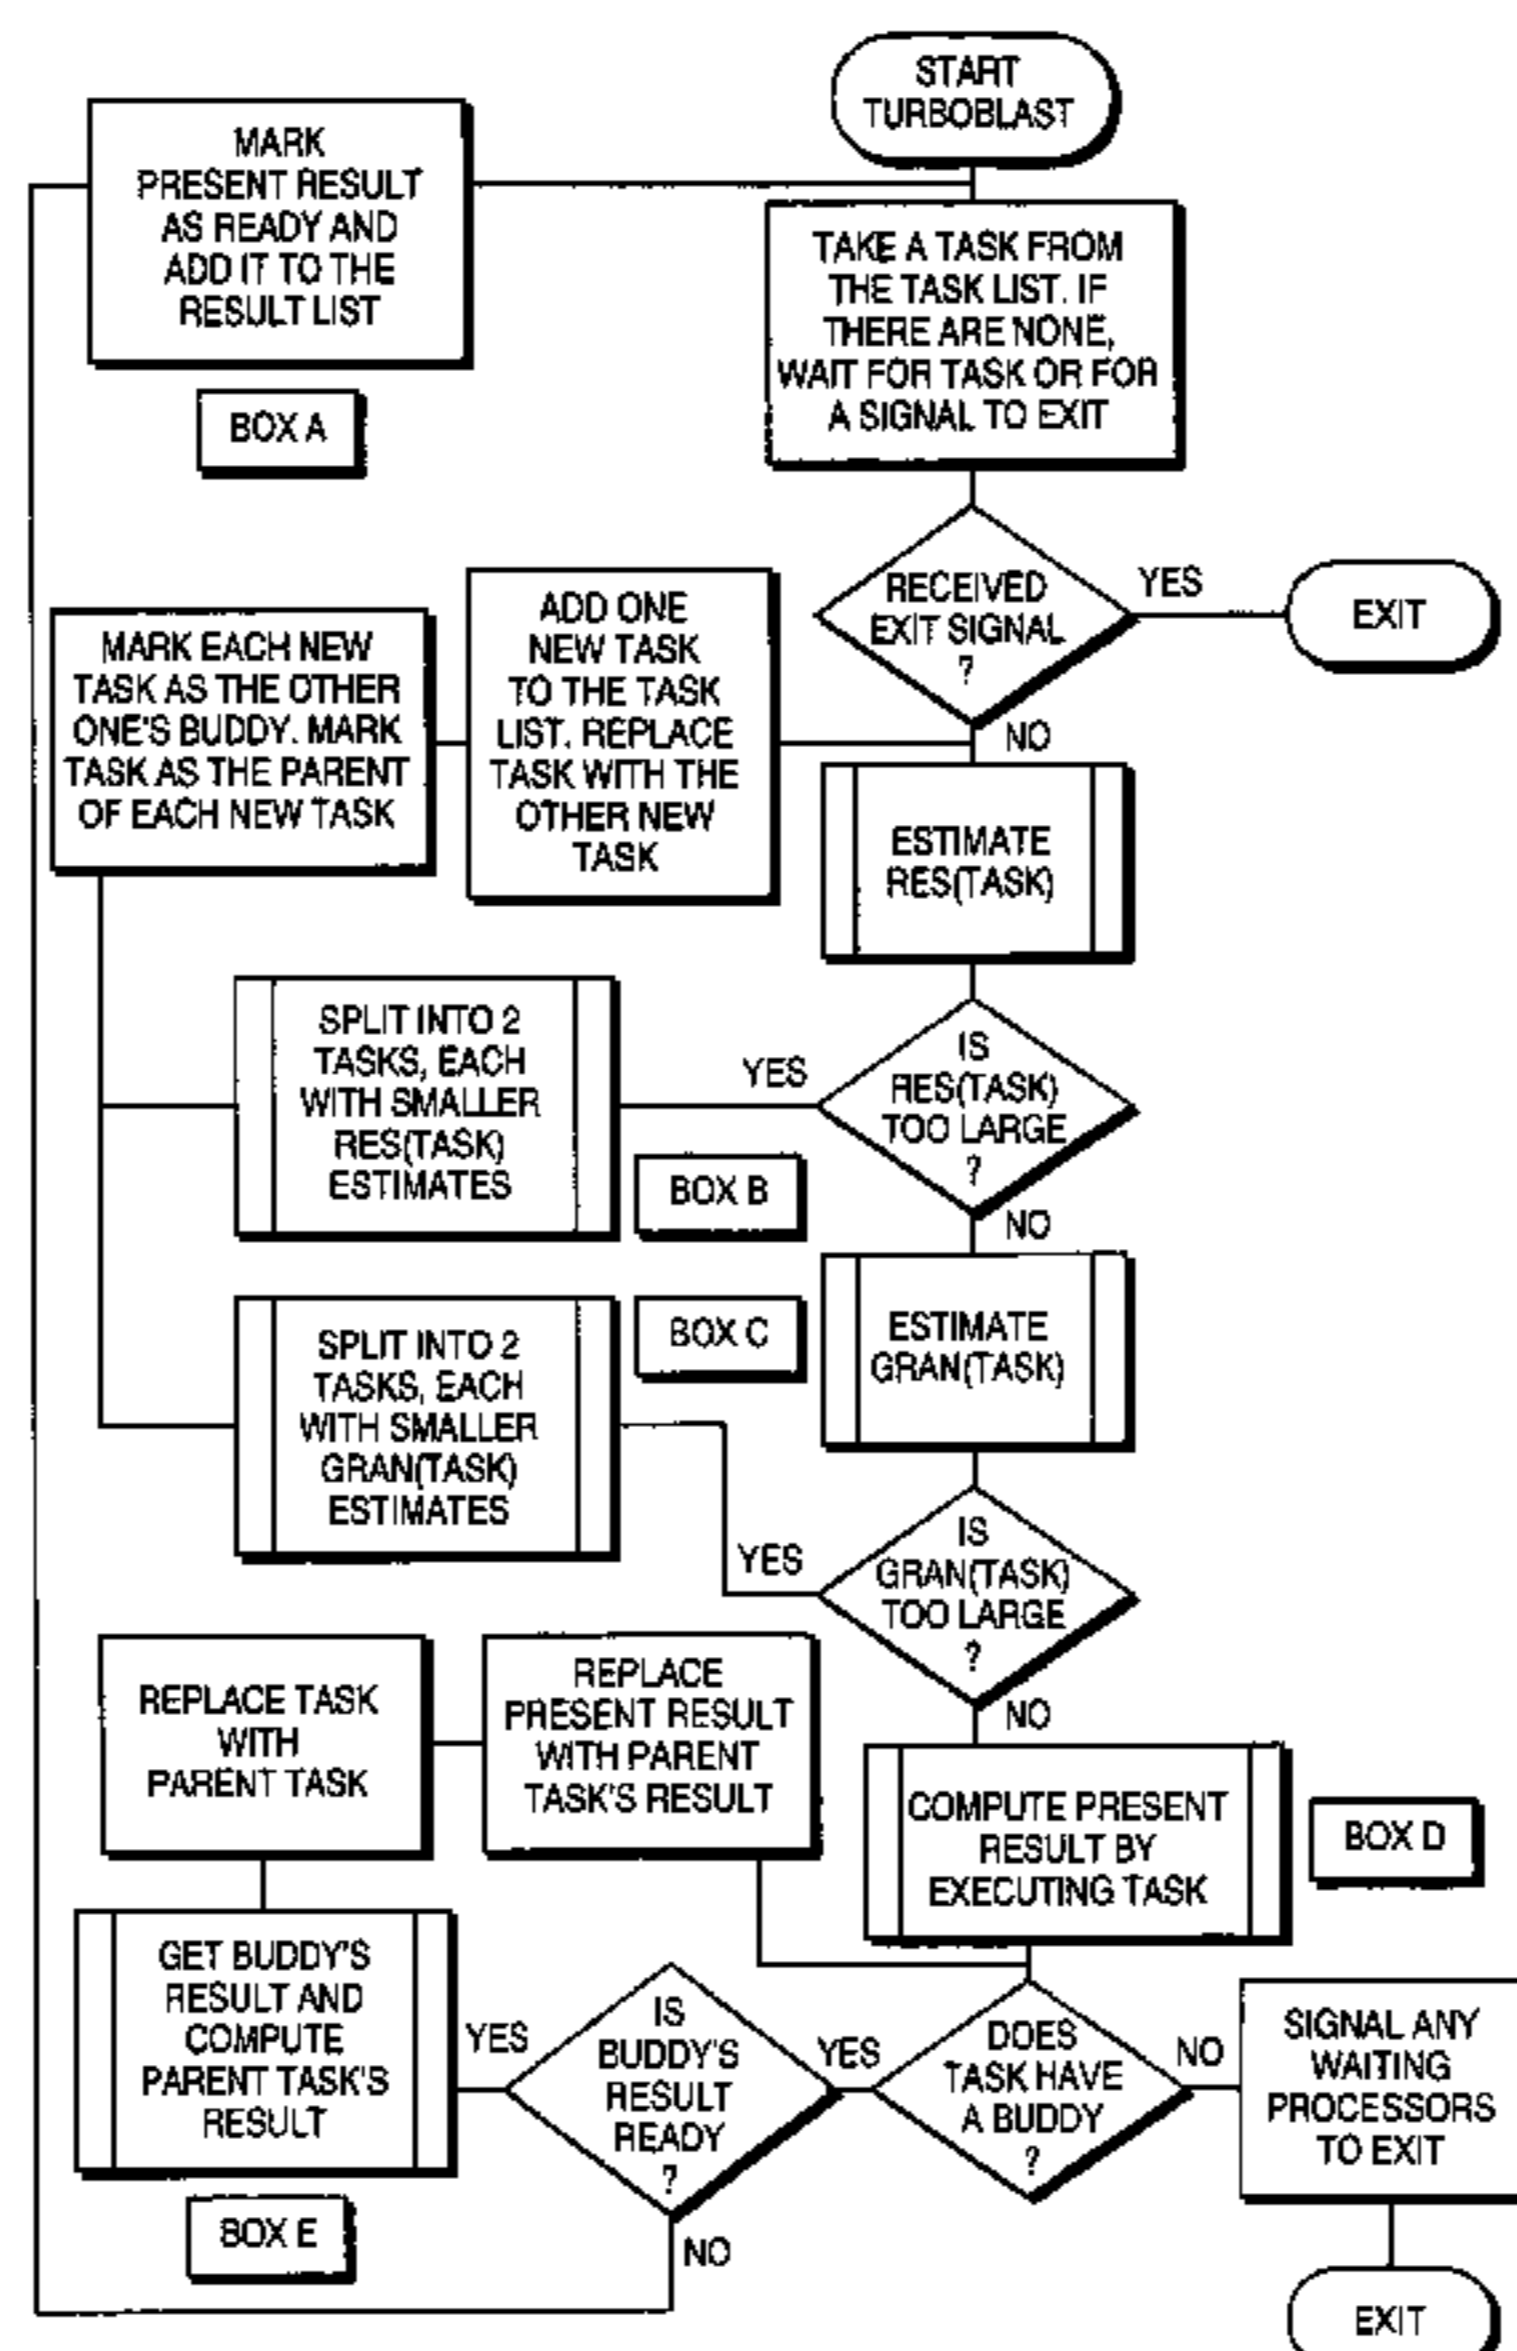 START
TURBOBLAST
MARK
PRESENT RESULT
AS READY AND
ADD IT TO THE
RESULT LIST
BOX A
TAKE A TASK FROM
THE TASK LIST. IF
THERE ARE NONE,
WAIT FOR TASK OR FOR
A SIGNAL TO EXIT
RECEIVED
EXIT SIGNAL
?
YES
EXIT
NO
MARK EACH NEW
TASK AS THE OTHER
ONE'S BUDDY. MARK
TASK AS THE PARENT
OF EACH NEW TASK
ADD ONE
NEW TASK
TO THE TASK
LIST. REPLACE
TASK WITH THE
OTHER NEW
TASK
ESTIMATE
RES(TASK)
SPLIT INTO 2
TASKS, EACH
WITH SMALLER
RES(TASK)
ESTIMATES
YES
IS
RES(TASK)
TOO LARGE
?
BOX B
NO
BOX C
ESTIMATE
GRAN(TASK)
SPLIT INTO 2
TASKS, EACH
WITH SMALLER
GRAN(TASK)
ESTIMATES
YES
IS
GRAN(TASK)
TOO LARGE
?
NO
REPLACE TASK
WITH
PARENT TASK
REPLACE
PRESENT RESULT
WITH PARENT
TASK'S RESULT
COMPUTE PRESENT
RESULT BY
EXECUTING TASK
BOX D
GET BUDDY'S
RESULT AND
COMPUTE
PARENT TASK'S
RESULT
YES
IS
BUDDY'S
RESULT
READY
?
YES
DOES
TASK HAVE
A BUDDY
?
NO
SIGNAL ANY
WAITING
PROCESSORS
TO EXIT
BOX E
NO
EXIT